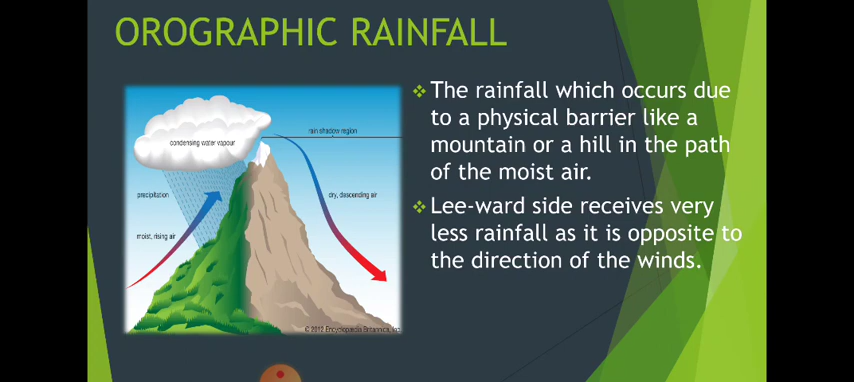 OROGRAPHIC RAINFALL
condensing water vapour
rain shadow region
precipitation
dry, descending air
moist, rising air
© 2012 Encyclopædia Britannica, Inc.
The rainfall which occurs due
to a physical barrier like a
mountain or a hill in the path
of the moist air.
Lee-ward side receives very
less rainfall as it is opposite to
the direction of the winds.